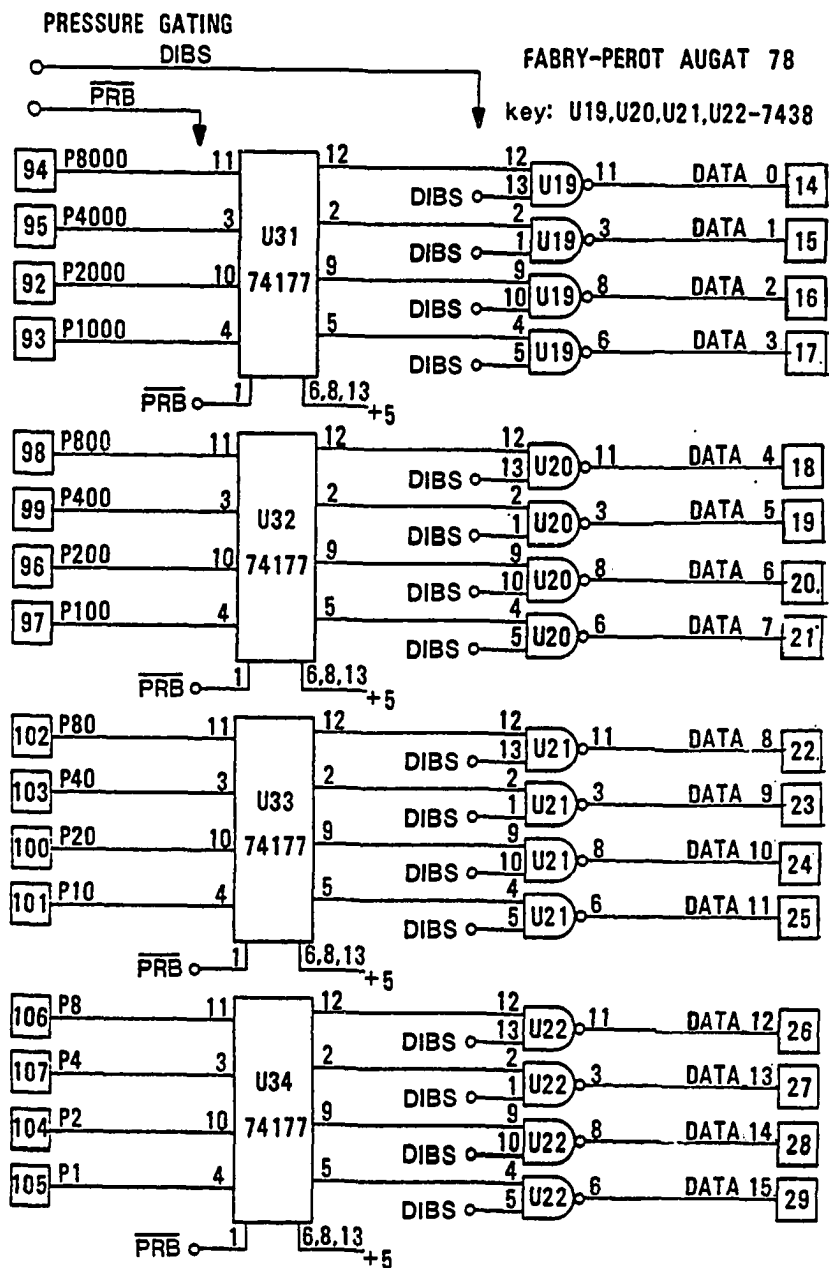 PRESSURE GATING
DIBS
FABRY-PEROT AUGAT 78
PRB
key: U19,U20,U21,U22-7438
94 P8000 11 12 12 U19 11 DATA 0 14
DIBS 13
95 P4000 3 U31 2 2 U19 3 DATA 1 15
DIBS 1
92 P2000 10 74177 9 9 U19 8 DATA 2 16
DIBS 10
93 P1000 4 5 4 U19 6 DATA 3 17
DIBS 5
PRB 1 6,8,13 +5
98 P800 11 12 12 U20 11 DATA 4 18
DIBS 13
99 P400 3 U32 2 2 U20 3 DATA 5 19
DIBS 1
96 P200 10 74177 9 9 U20 8 DATA 6 20
DIBS 10
97 P100 4 5 4 U20 6 DATA 7 21
DIBS 5
PRB 1 6,8,13 +5
102 P80 11 12 12 U21 11 DATA 8 22
DIBS 13
103 P40 3 U33 2 2 U21 3 DATA 9 23
DIBS 1
100 P20 10 74177 9 9 U21 8 DATA 10 24
DIBS 10
101 P10 4 5 4 U21 6 DATA 11 25
DIBS 5
PRB 1 6,8,13 +5
106 P8 11 12 12 U22 11 DATA 12 26
DIBS 13
107 P4 3 U34 2 2 U22 3 DATA 13 27
DIBS 1
104 P2 10 74177 9 9 U22 8 DATA 14 28
DIBS 10
105 P1 4 5 4 U22 6 DATA 15 29
DIBS 5
PRB 1 6,8,13 +5